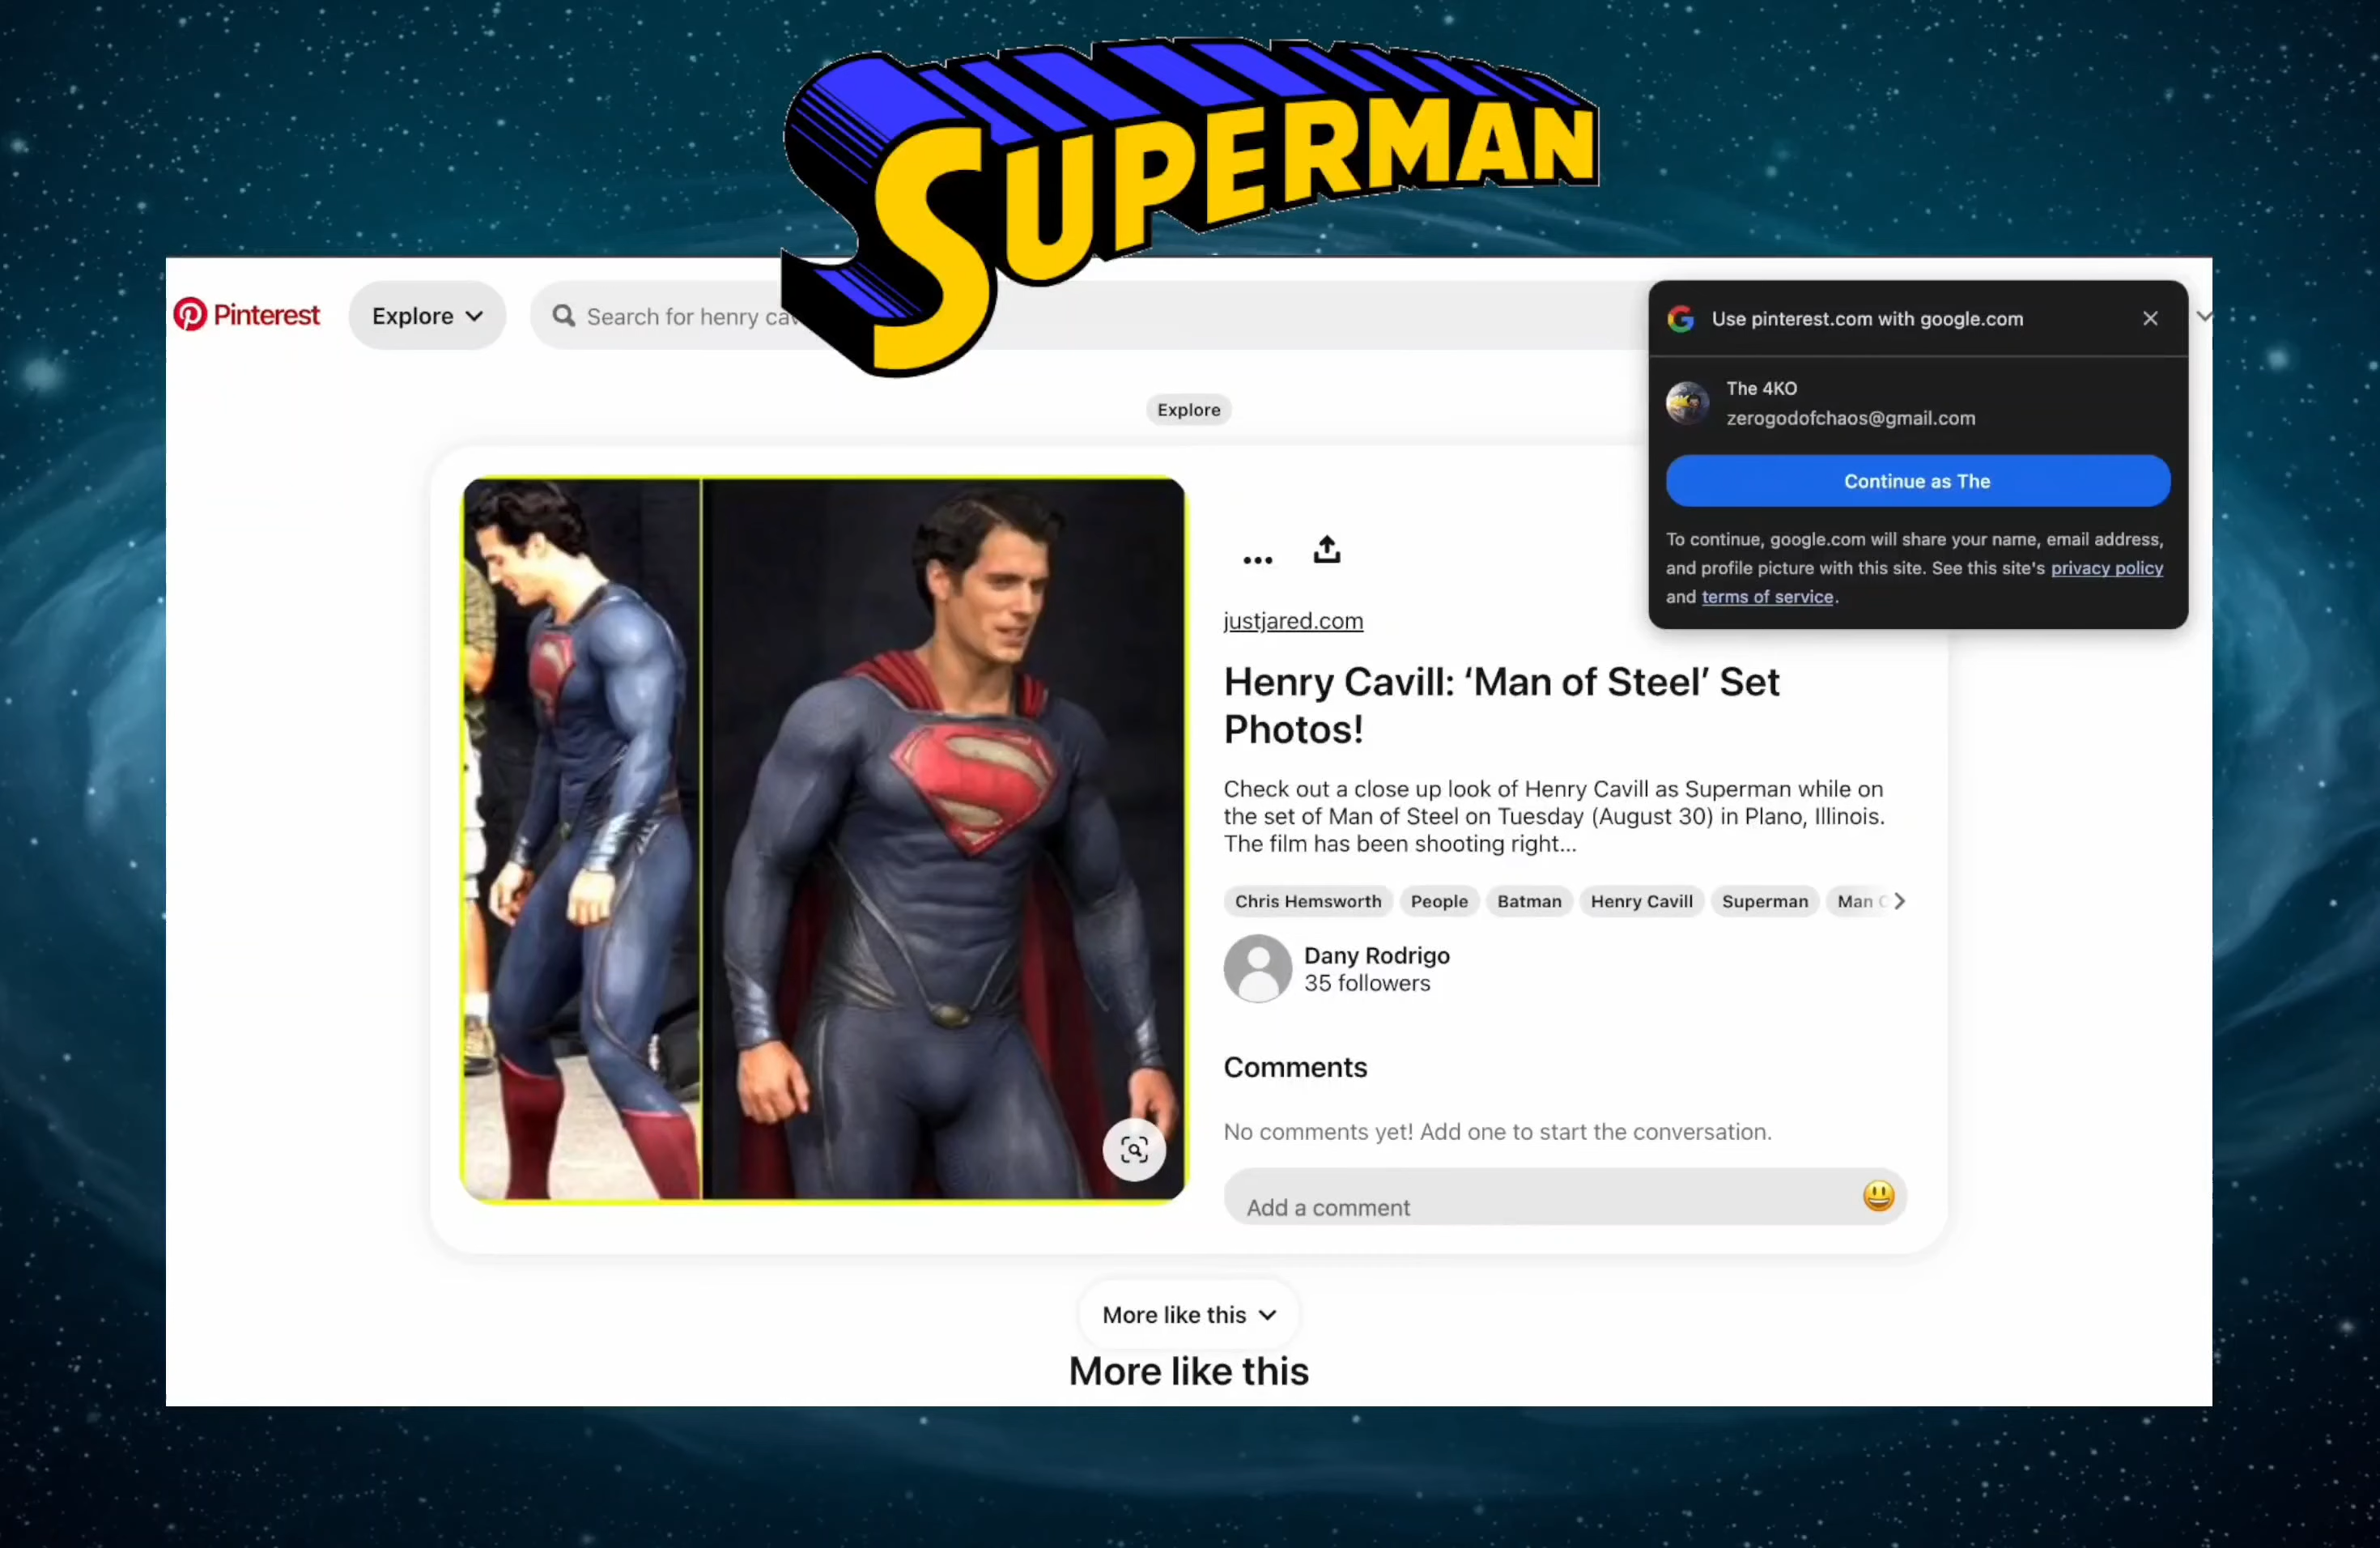 SUPERMAN
Pinterest
Explore
Search for henry cav
Use pinterest.com with google.com
The 4KO
zerogodofchaos@gmail.com
Continue as The
To continue, google.com will share your name, email address,
and profile picture with this site. See this site's privacy policy
and terms of service.
Explore
justjared.com
Henry Cavill: ‘Man of Steel’ Set
Photos!
Check out a close up look of Henry Cavill as Superman while on
the set of Man of Steel on Tuesday (August 30) in Plano, Illinois.
The film has been shooting right...
Chris Hemsworth People Batman Henry Cavill Superman Man
Dany Rodrigo
35 followers
Comments
No comments yet! Add one to start the conversation.
Add a comment
More like this
More like this